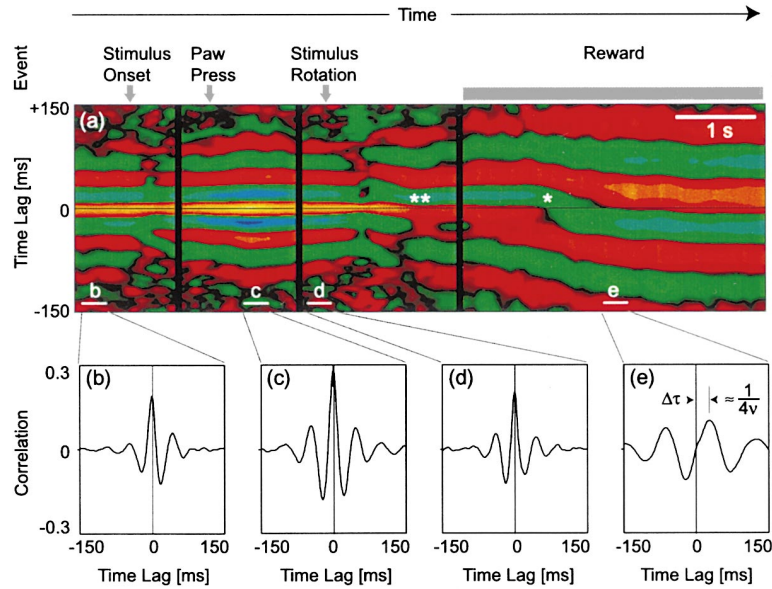 Time
Event
Stimulus Onset
Paw Press
Stimulus Rotation
Reward
+150
(a)
1 s
Time Lag [ms]
** *
0
b c d e
-150
(b) (c) (d) (e)
0.3
Δτ ≈ 1/4ν
Correlation
0
-0.3
-150 0 150 -150 0 150 -150 0 150 -150 0 150
Time Lag [ms] Time Lag [ms] Time Lag [ms] Time Lag [ms]